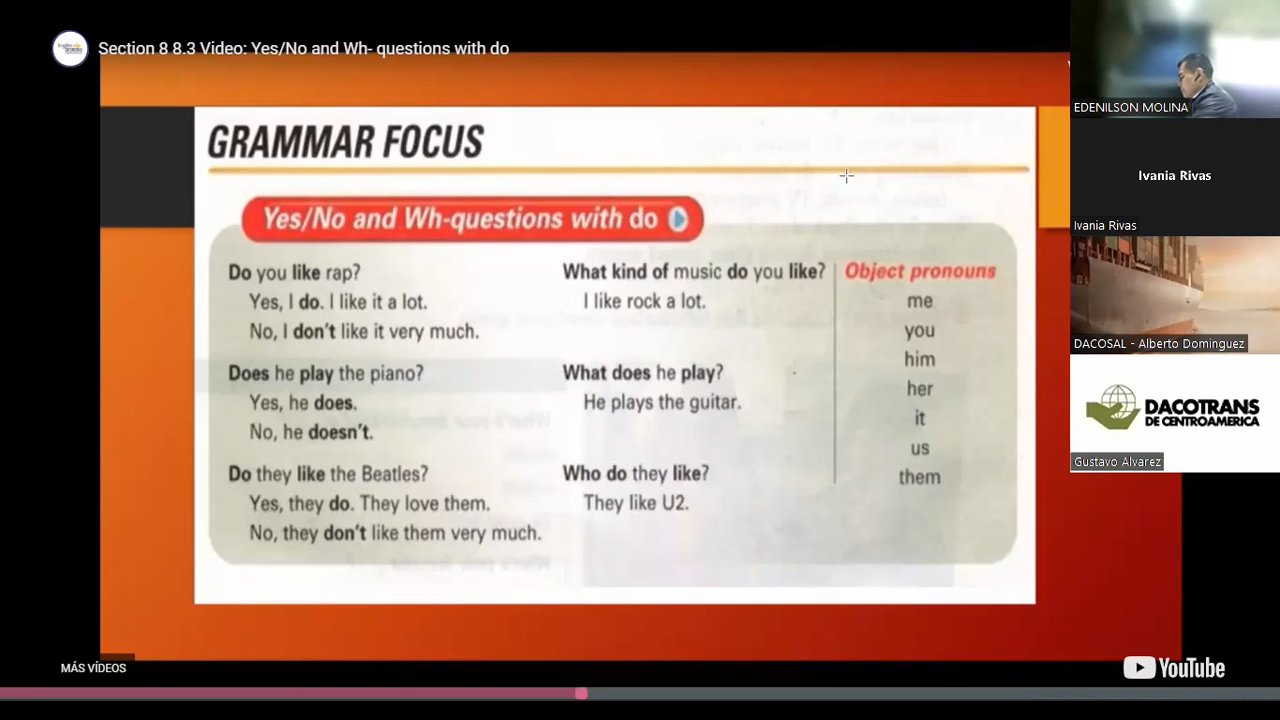 Section 8 8.3 Video: Yes/No and Wh- questions with do
GRAMMAR FOCUS
Yes/No and Wh-questions with do
Do you like rap?
Yes, I do. I like it a lot.
No, I don't like it very much.
Does he play the piano?
Yes, he does.
No, he doesn't.
Do they like the Beatles?
Yes, they do. They love them.
No, they don't like them very much.
What kind of music do you like?
I like rock a lot.
What does he play?
He plays the guitar.
Who do they like?
They like U2.
Object pronouns
me
you
him
her
it
us
them
EDENILSON MOLINA
Ivania Rivas
Ivania Rivas
DACOSAL - Alberto Dominguez
DACOTRANS
DE CENTROAMERICA
Gustavo Alvarez
MÁS VÍDEOS
YouTube